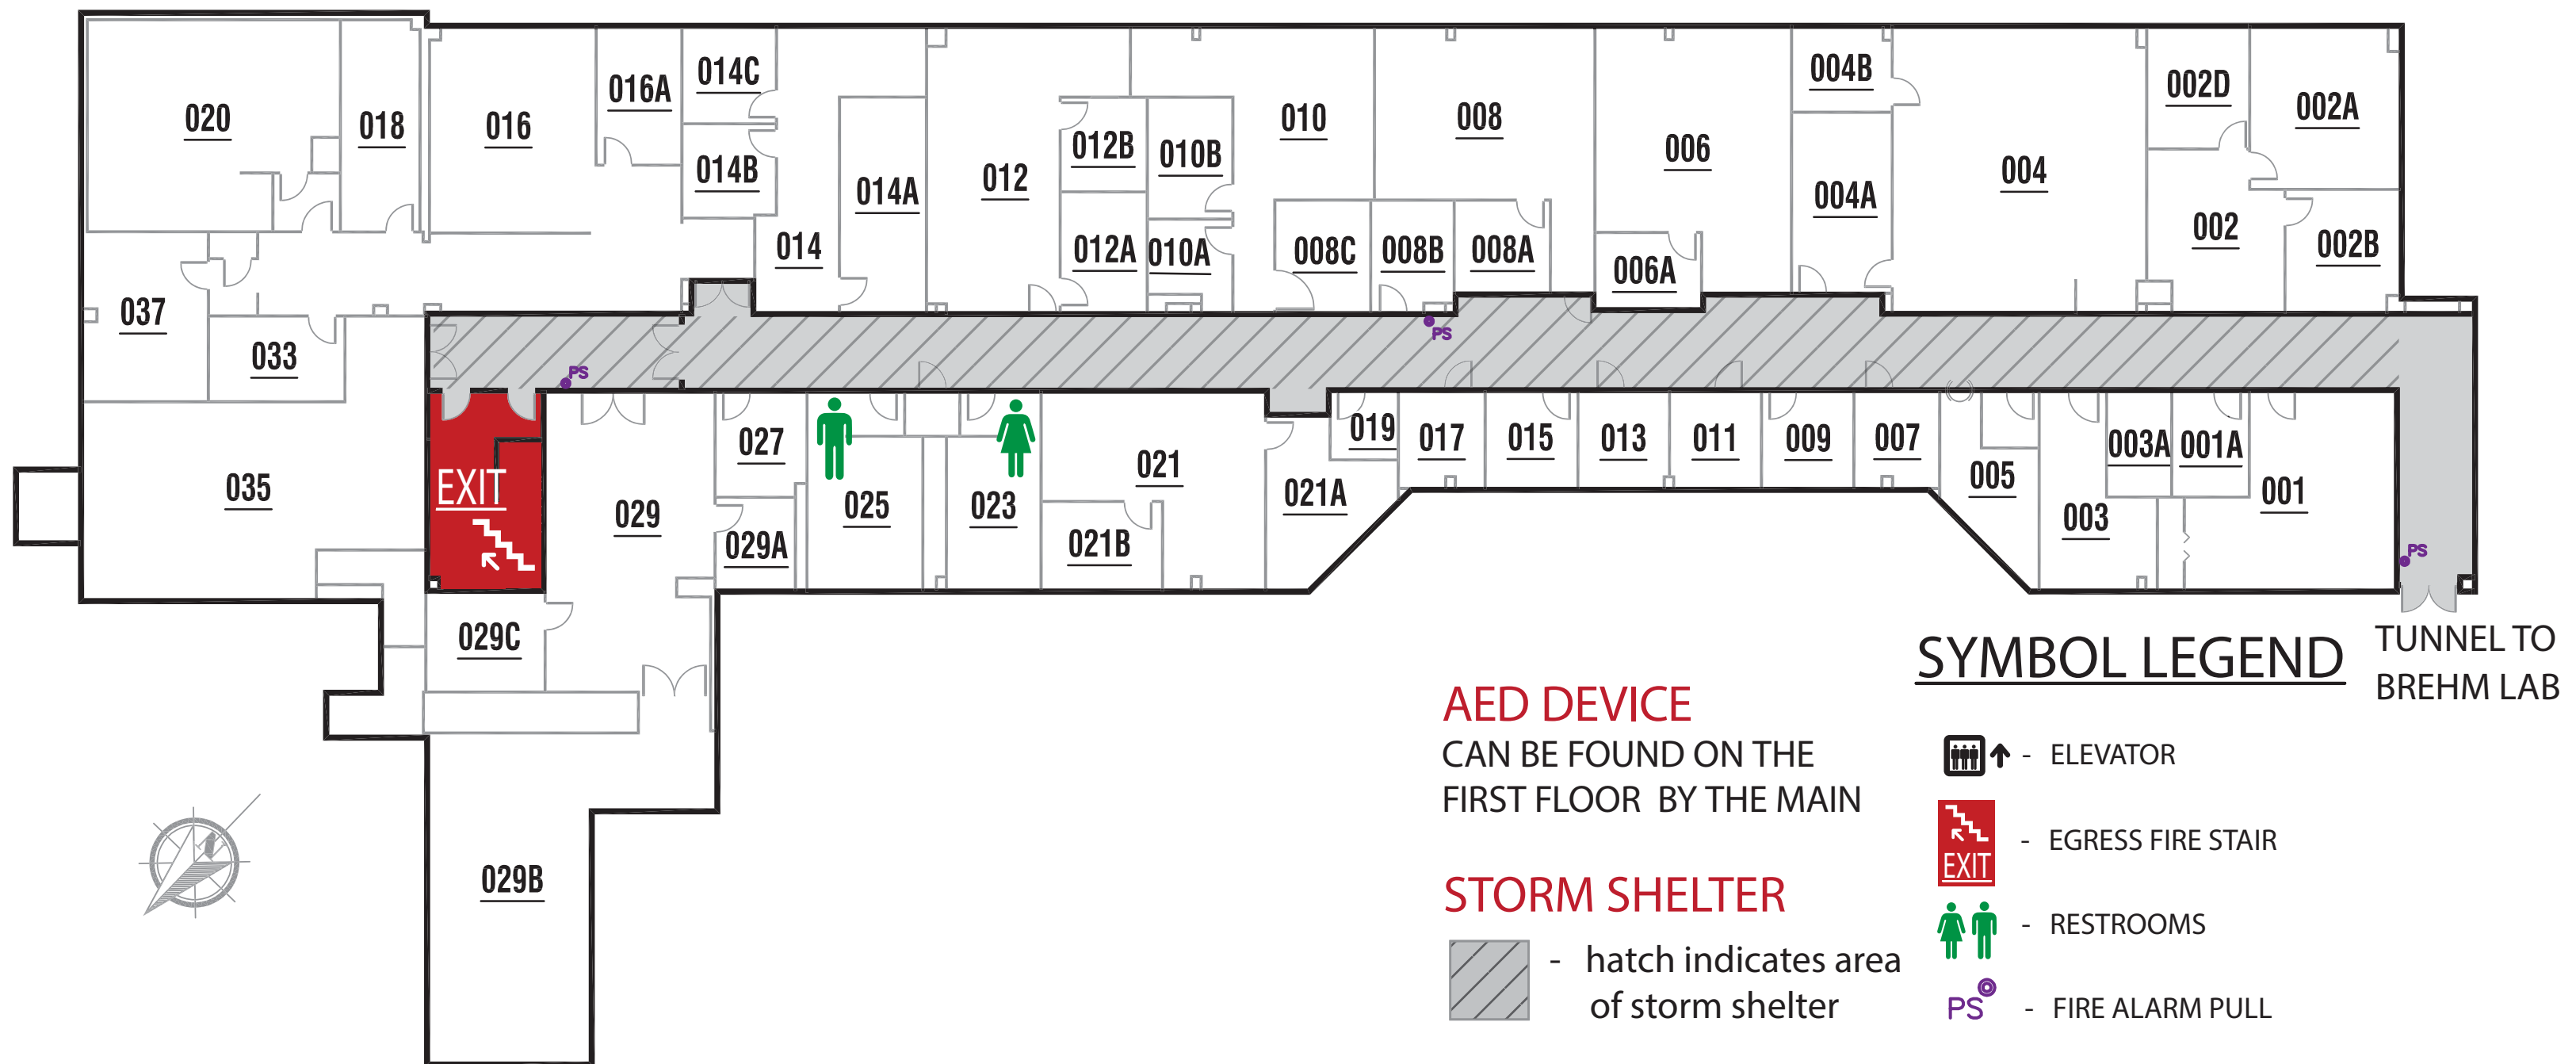 020
018
016
016A
014C
014B
014
014A
012
012B
012A
010B
010A
010
008
008C
008B
008A
006
006A
004B
004A
004
002D
002A
002
002B
037
033
PS
PS
035
EXIT
029
027
029A
025
023
021
021B
021A
019
017
015
013
011
009
007
005
003A
003
001A
001
PS
029C
029B
TUNNEL TO
BREHM LAB
AED DEVICE
CAN BE FOUND ON THE
FIRST FLOOR BY THE MAIN
STORM SHELTER
- hatch indicates area
of storm shelter
SYMBOL LEGEND
- ELEVATOR
EXIT - EGRESS FIRE STAIR
- RESTROOMS
PS - FIRE ALARM PULL